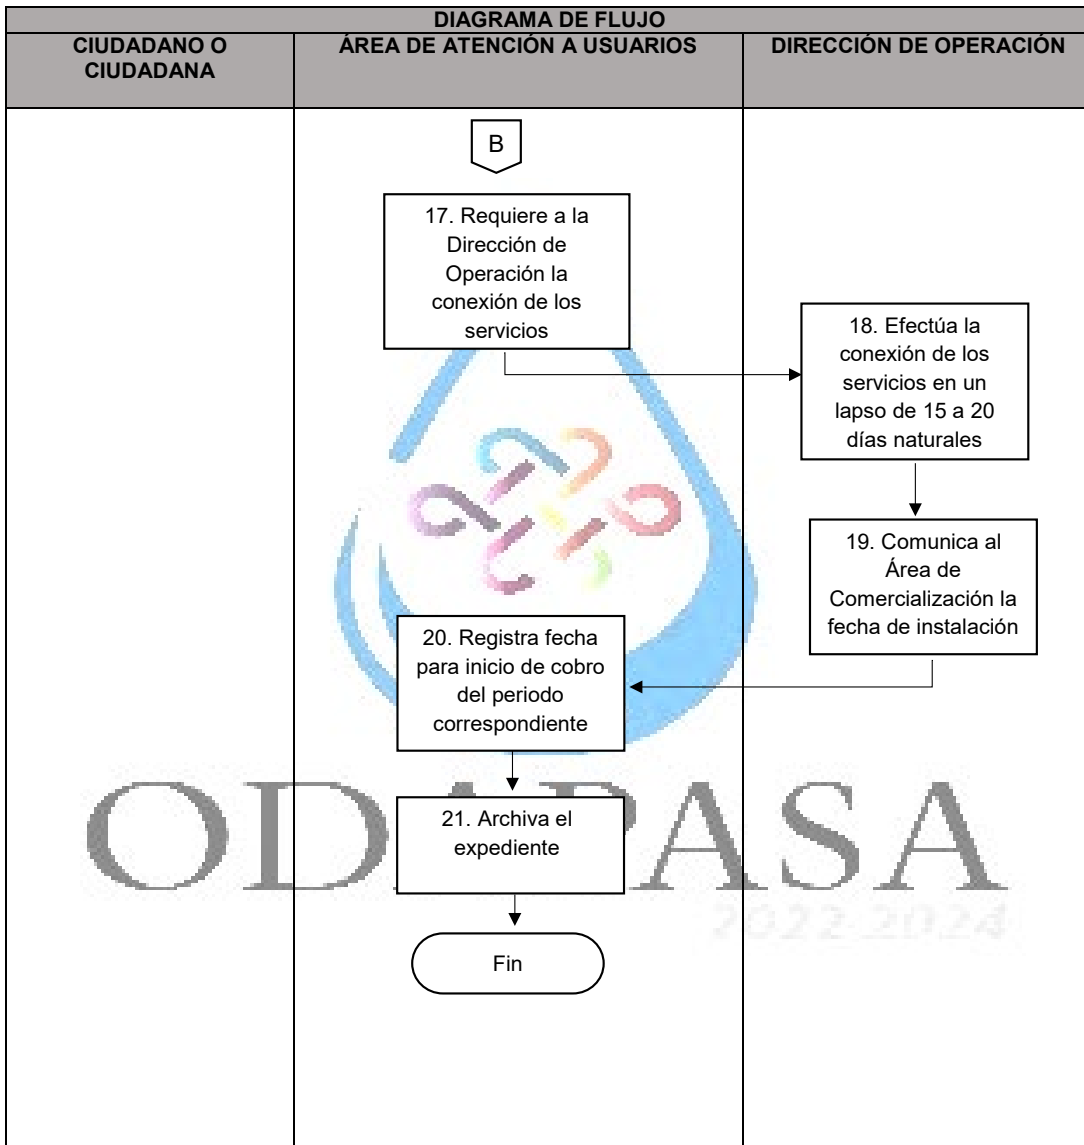 DIAGRAMA DE FLUJO
CIUDADANO O
CIUDADANA
ÁREA DE ATENCIÓN A USUARIOS
DIRECCIÓN DE OPERACIÓN
B
17. Requiere a la
Dirección de
Operación la
conexión de los
servicios
18. Efectúa la
conexión de los
servicios en un
lapso de 15 a 20
días naturales
19. Comunica al
Área de
Comercialización la
fecha de instalación
20. Registra fecha
para inicio de cobro
del periodo
correspondiente
21. Archiva el
expediente
Fin
ODAPASA
2022-2024